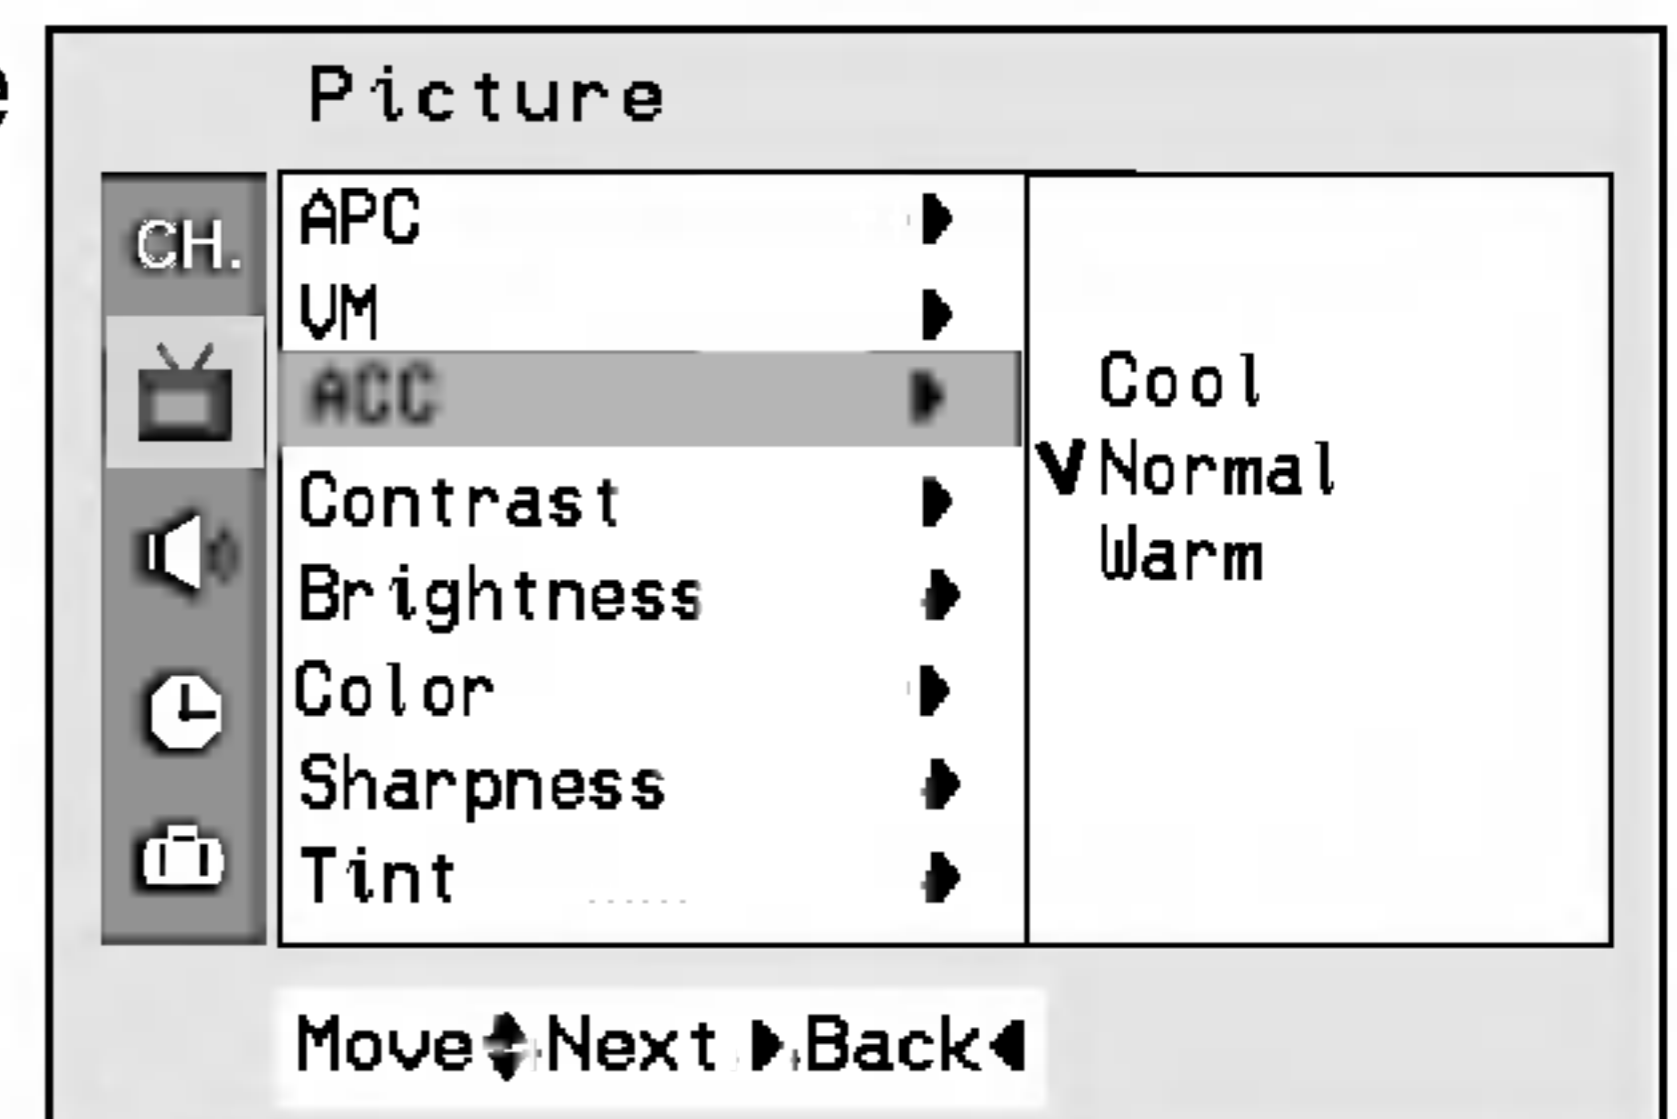 Picture
CH.
APC
VM
ACC
Contrast
Brightness
Color
Sharpness
Tint
Cool
Normal
Warm
Move Next Back